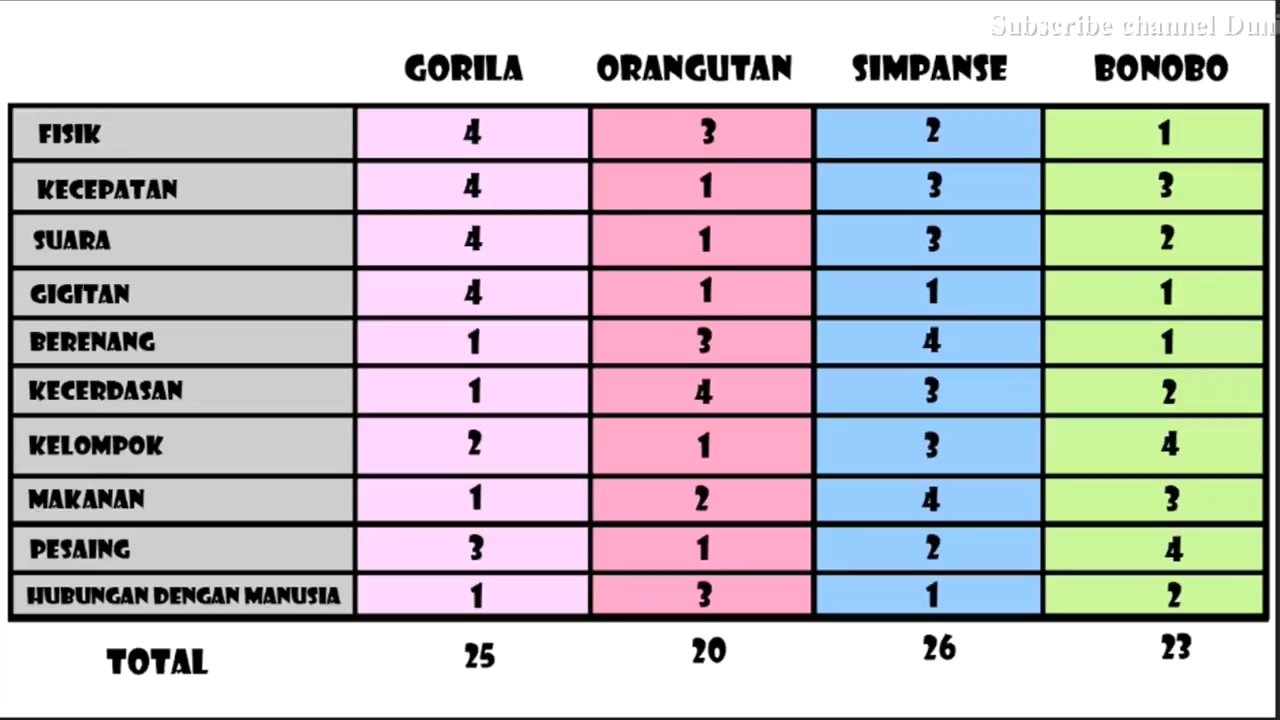 Subscribe channel
GORILA ORANGUTAN SIMPANSE BONOBO
FISIK 4 3 2 1
KECEPATAN 4 1 3 3
SUARA 4 1 3 2
GIGITAN 4 1 1 1
BERENANG 1 3 4 1
KECERDASAN 1 4 3 2
KELOMPOK 2 1 3 4
MAKANAN 1 2 4 3
PESAING 3 1 2 4
HUBUNGAN DENGAN MANUSIA 1 3 1 2
TOTAL 25 20 26 23